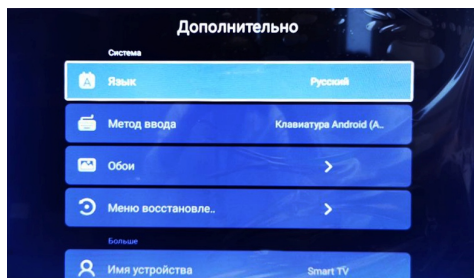 Дополнительно
Система
Язык Русский
Метод ввода Клавиатура Android (A..
Обои
Меню восстановле..
Больше
Имя устройства Smart TV